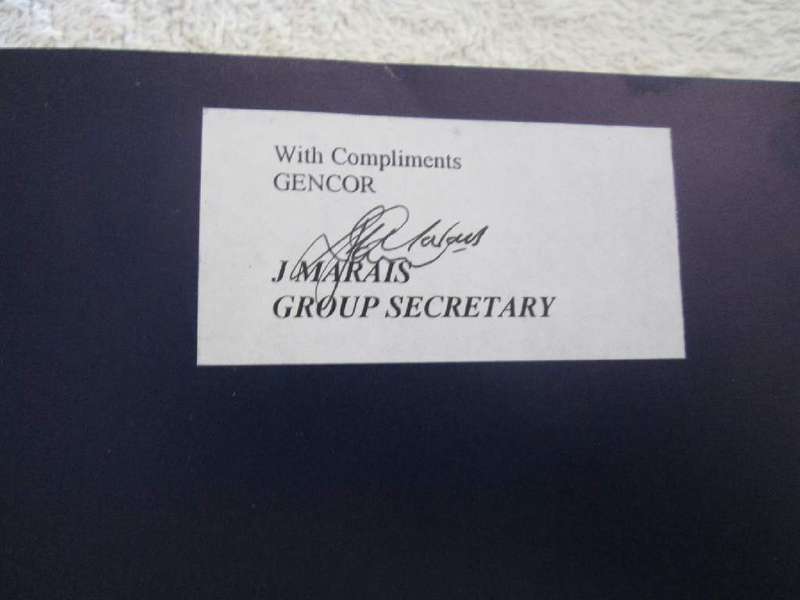 With Compliments
GENCOR
J MARAIS
GROUP SECRETARY